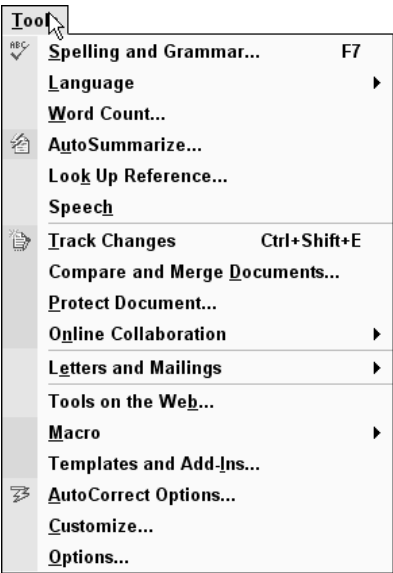 Tool
ABC Spelling and Grammar... F7
Language
Word Count...
AutoSummarize...
Look Up Reference...
Speech
Track Changes Ctrl+Shift+E
Compare and Merge Documents...
Protect Document...
Online Collaboration
Letters and Mailings
Tools on the Web...
Macro
Templates and Add-Ins...
AutoCorrect Options...
Customize...
Options...